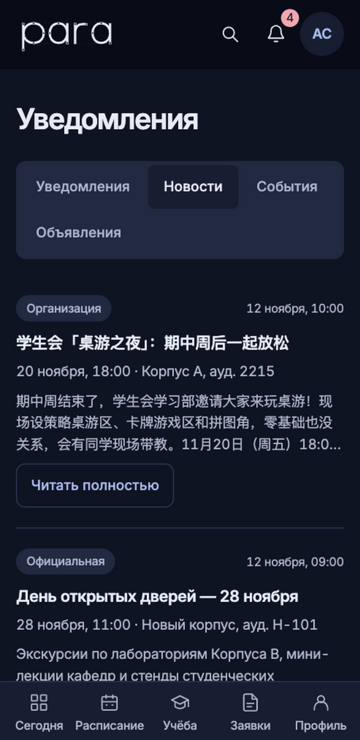 para
4
АС
Уведомления
Уведомления
Новости
События
Объявления
Организация
12 ноября, 10:00
学生会「桌游之夜」：期中周后一起放松
20 ноября, 18:00 · Корпус А, ауд. 2215
期中周结束了，学生会学习部邀请大家来玩桌游！现
场设策略桌游区、卡牌游戏区和拼图角，零基础也没
关系，会有同学现场带教。11月20日（周五）18:0...
Читать полностью
Официальная
12 ноября, 09:00
День открытых дверей — 28 ноября
28 ноября, 11:00 · Новый корпус, ауд. Н-101
Экскурсии по лабораториям Корпуса В, мини-
лекции кафедр и стенды студенческих
Сегодня
Расписание
Учёба
Заявки
Профиль